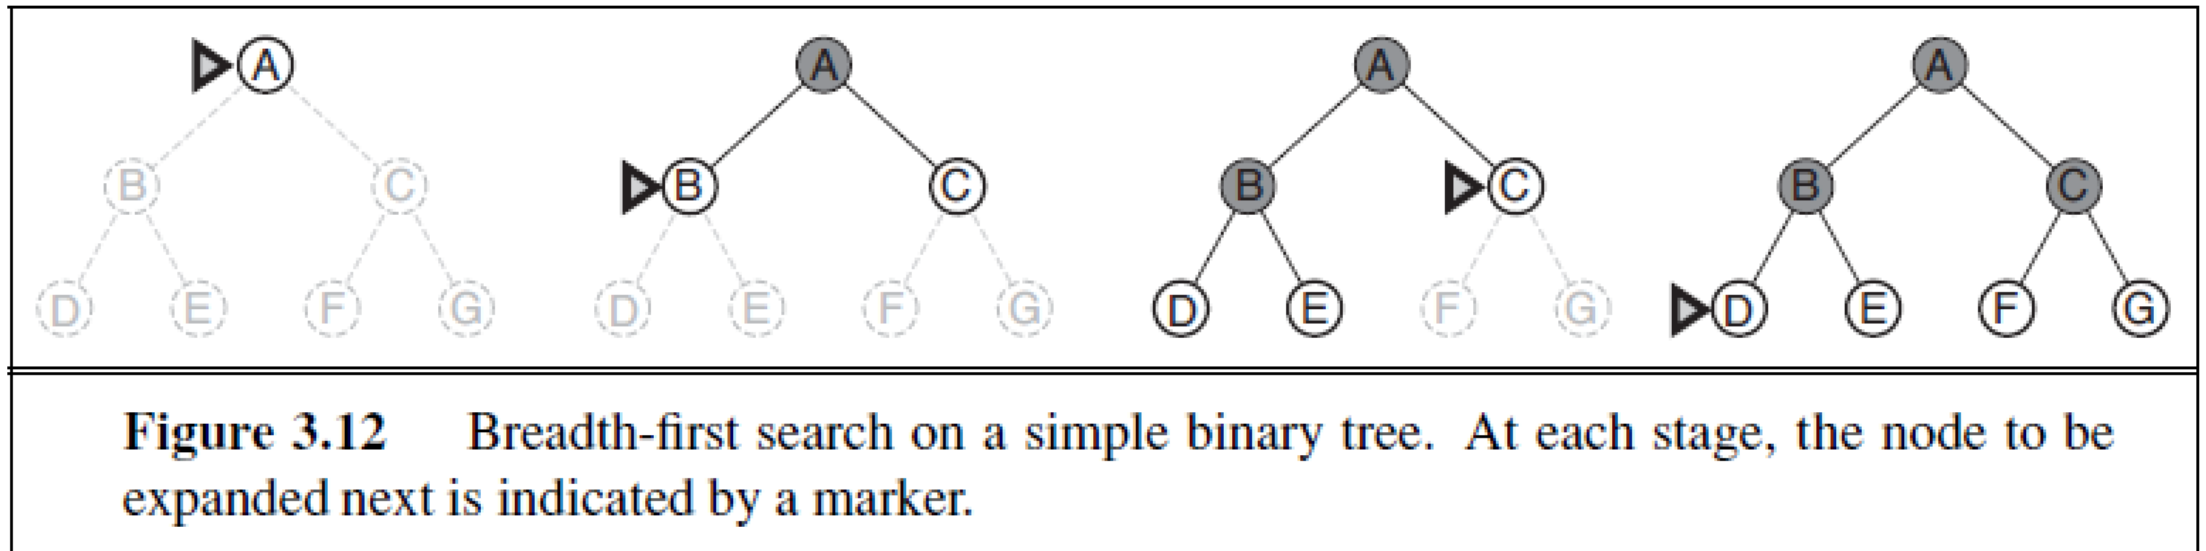 A A A A
B C B C B C B C
D E F G D E F G D E F G D E F G
Figure 3.12 Breadth-first search on a simple binary tree. At each stage, the node to be
expanded next is indicated by a marker.